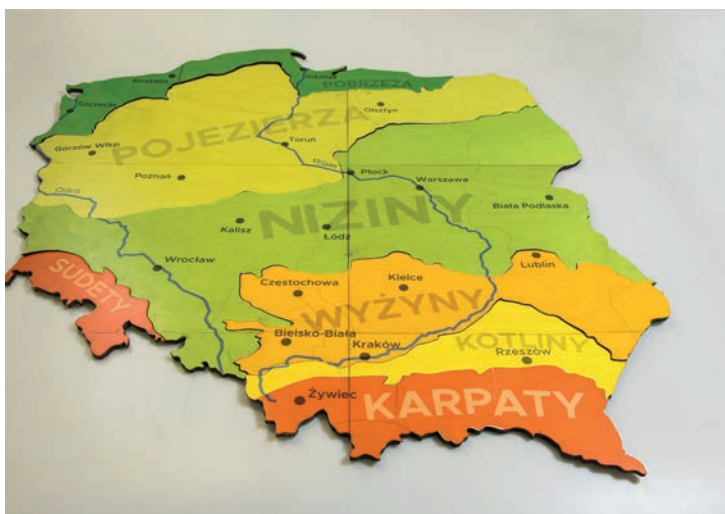 Gdańsk
Koszalin
POBRZEŻA
Szczecin
Olsztyn
POJEZIERZA
Toruń
Gorzów Wlkp
Wisła
Poznań
Płock
Warszawa
Odra
Biała Podlaska
NIZINY
Kalisz
Łódź
Wrocław
Lublin
SUDETY
Częstochowa
Kielce
WYŻYNY
Bielsko-Biała
Kraków
KOTLINY
Rzeszów
Żywiec
KARPATY